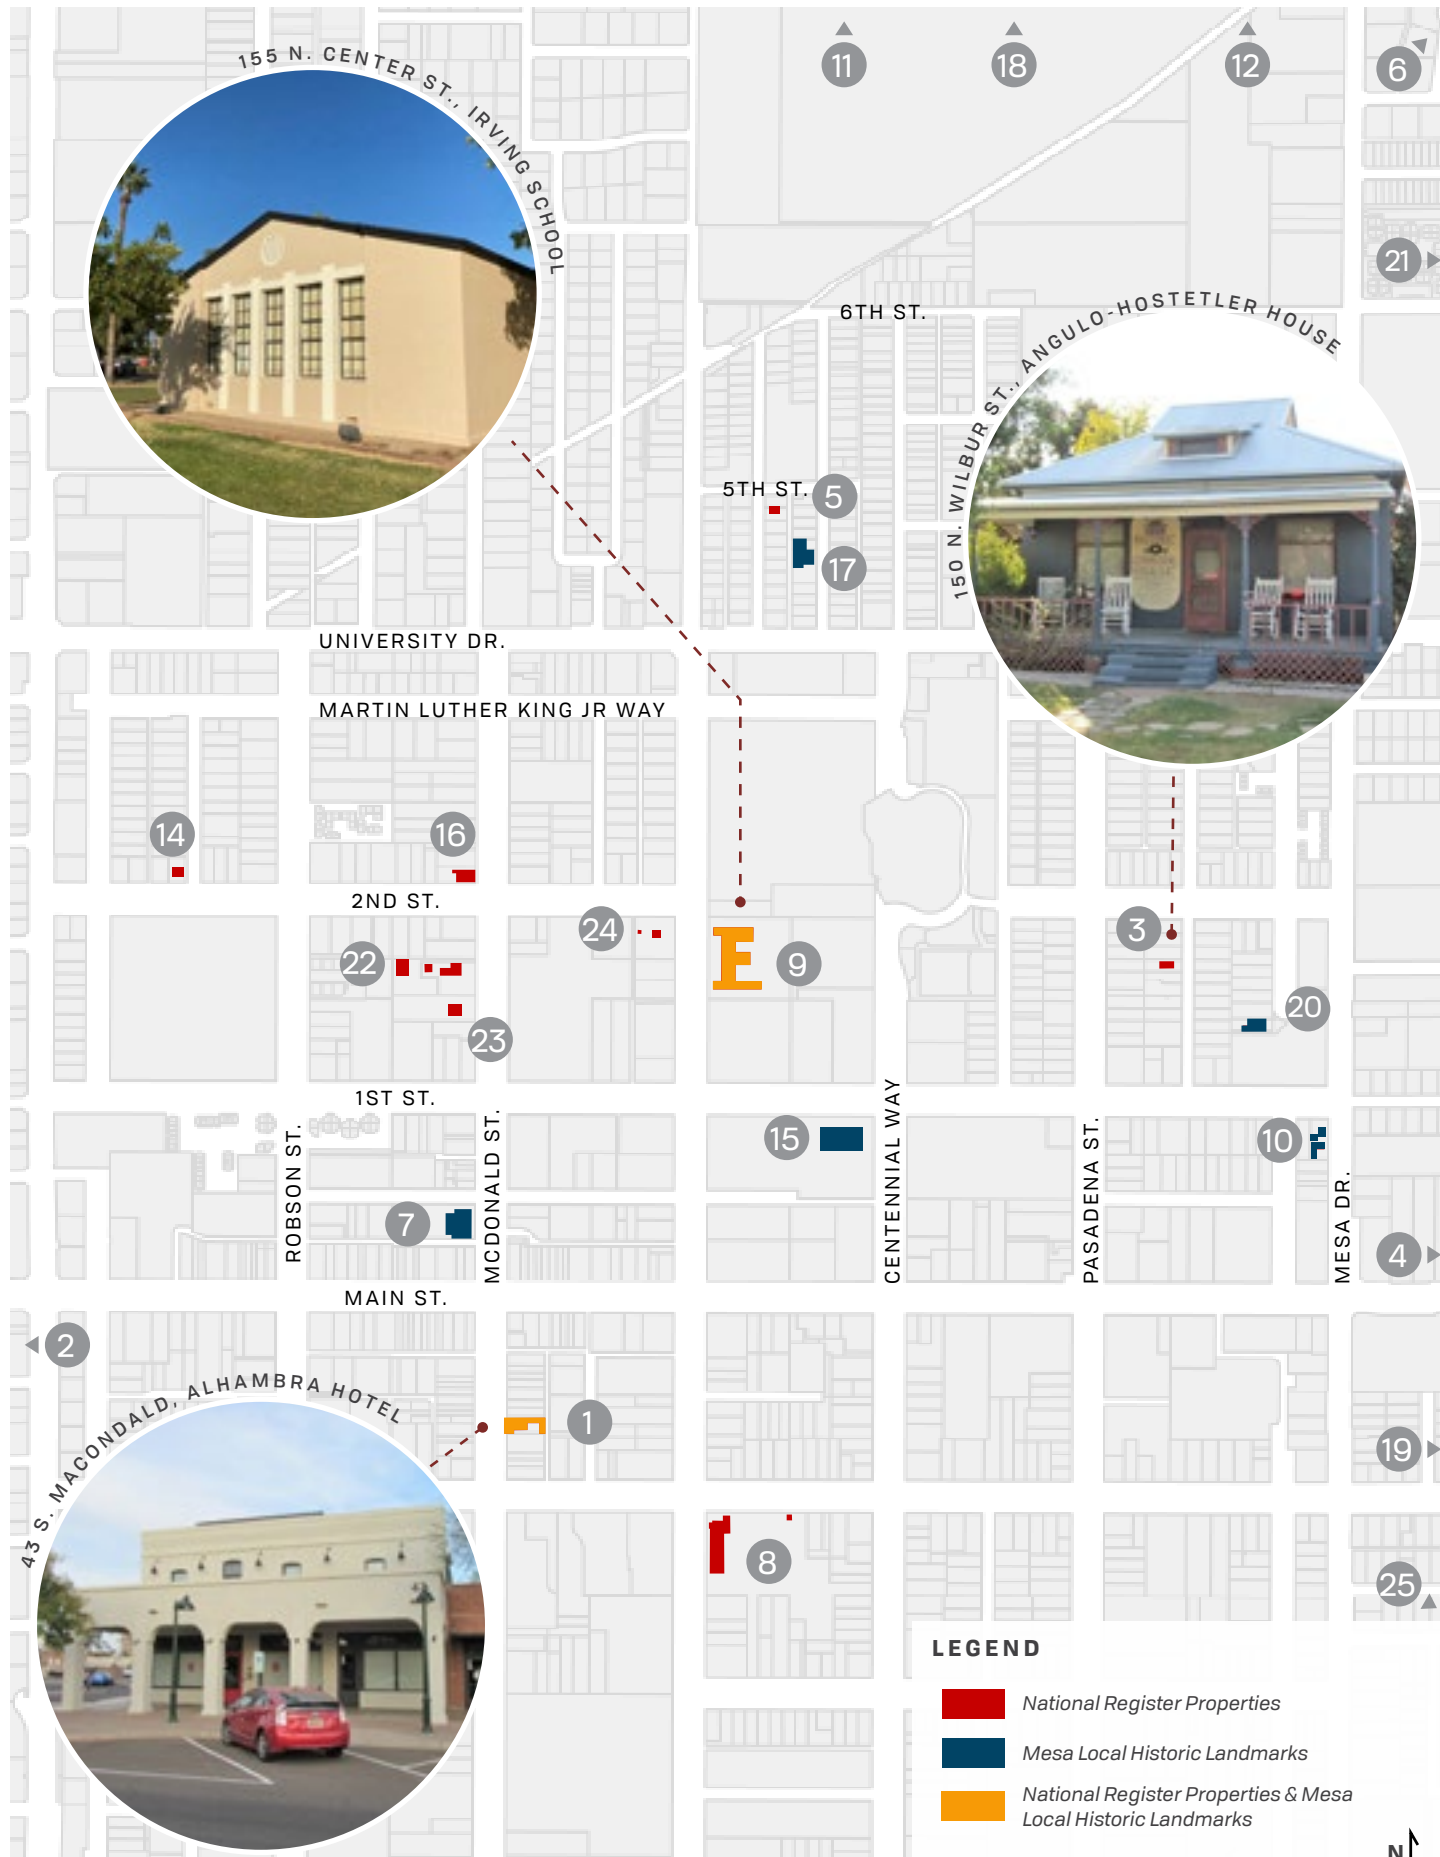 155 N. CENTER ST., IRVING SCHOOL
11
18
12
6
21
6TH ST.
150 N. WILBUR ST., ANGULO-HOSTETLER HOUSE
5TH ST.
5
17
UNIVERSITY DR.
MARTIN LUTHER KING JR WAY
14
16
2ND ST.
24
3
22
9
20
23
1ST ST.
ROBSON ST.
MCDONALD ST.
CENTENNIAL WAY
PASADENA ST.
MESA DR.
15
10
7
4
MAIN ST.
2
43 S. MACONDALD, ALHAMBRA HOTEL
1
19
8
25
LEGEND
National Register Properties
Mesa Local Historic Landmarks
National Register Properties & Mesa
Local Historic Landmarks
N